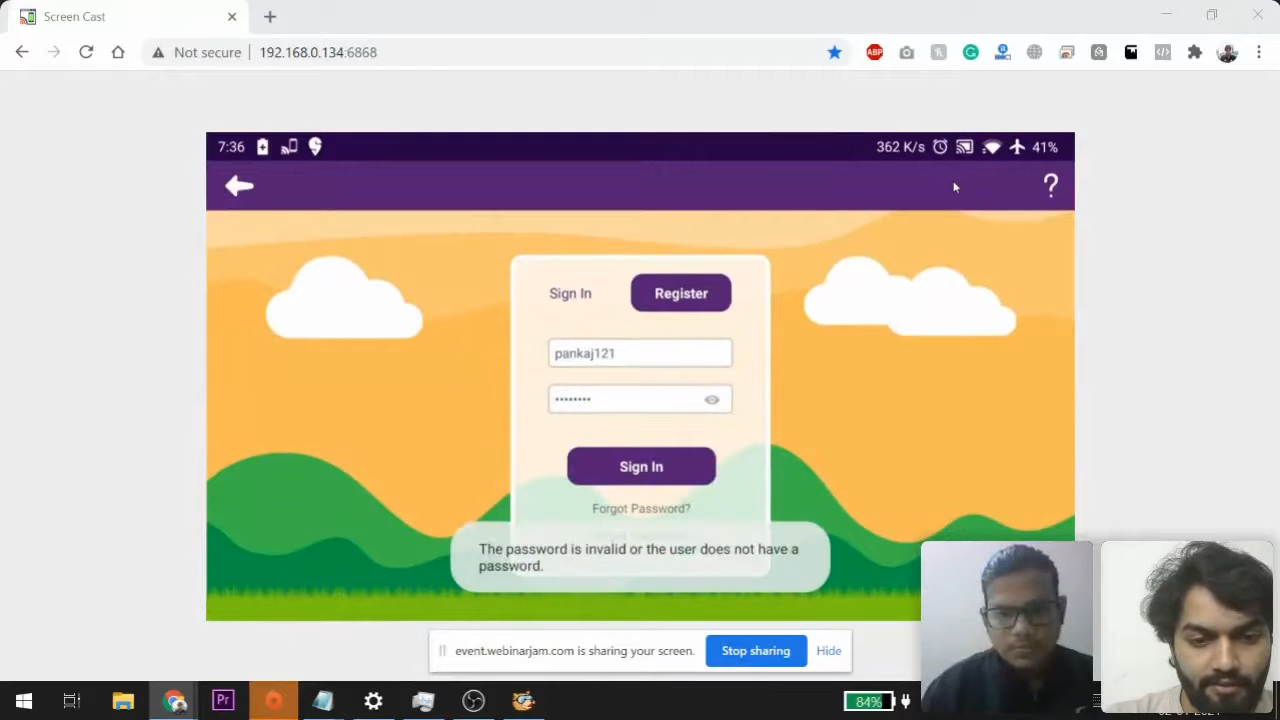 Screen Cast
Not secure
192.168.0.134:6868
ABP
7:36
362 K/s
41%
?
Sign In
Register
pankaj121
Sign In
Forgot Password?
The password is invalid or the user does not have a
password.
event.webinarjam.com is sharing your screen.
Stop sharing
Hide
Pr
84%